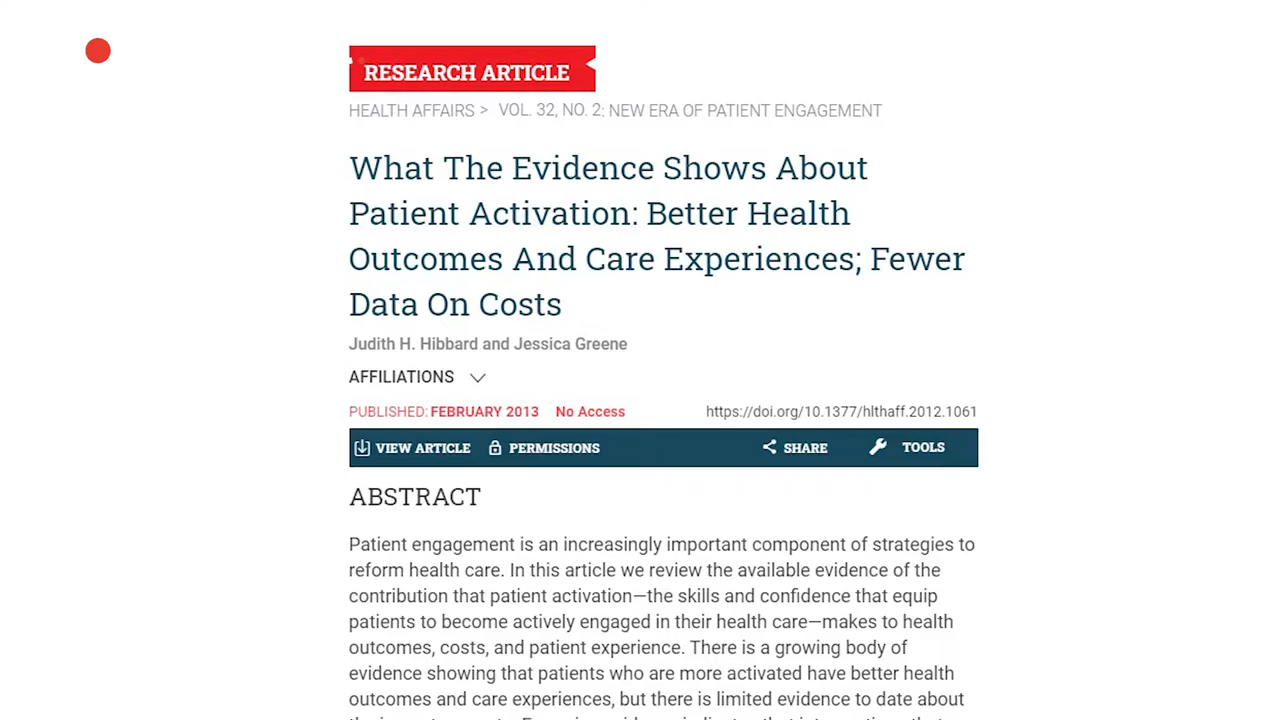 RESEARCH ARTICLE
HEALTH AFFAIRS > VOL. 32, NO. 2: NEW ERA OF PATIENT ENGAGEMENT
What The Evidence Shows About
Patient Activation: Better Health
Outcomes And Care Experiences; Fewer
Data On Costs
Judith H. Hibbard and Jessica Greene
AFFILIATIONS
PUBLISHED: FEBRUARY 2013 No Access https://doi.org/10.1377/hlthaff.2012.1061
VIEW ARTICLE PERMISSIONS SHARE TOOLS
ABSTRACT
Patient engagement is an increasingly important component of strategies to
reform health care. In this article we review the available evidence of the
contribution that patient activation—the skills and confidence that equip
patients to become actively engaged in their health care—makes to health
outcomes, costs, and patient experience. There is a growing body of
evidence showing that patients who are more activated have better health
outcomes and care experiences, but there is limited evidence to date about